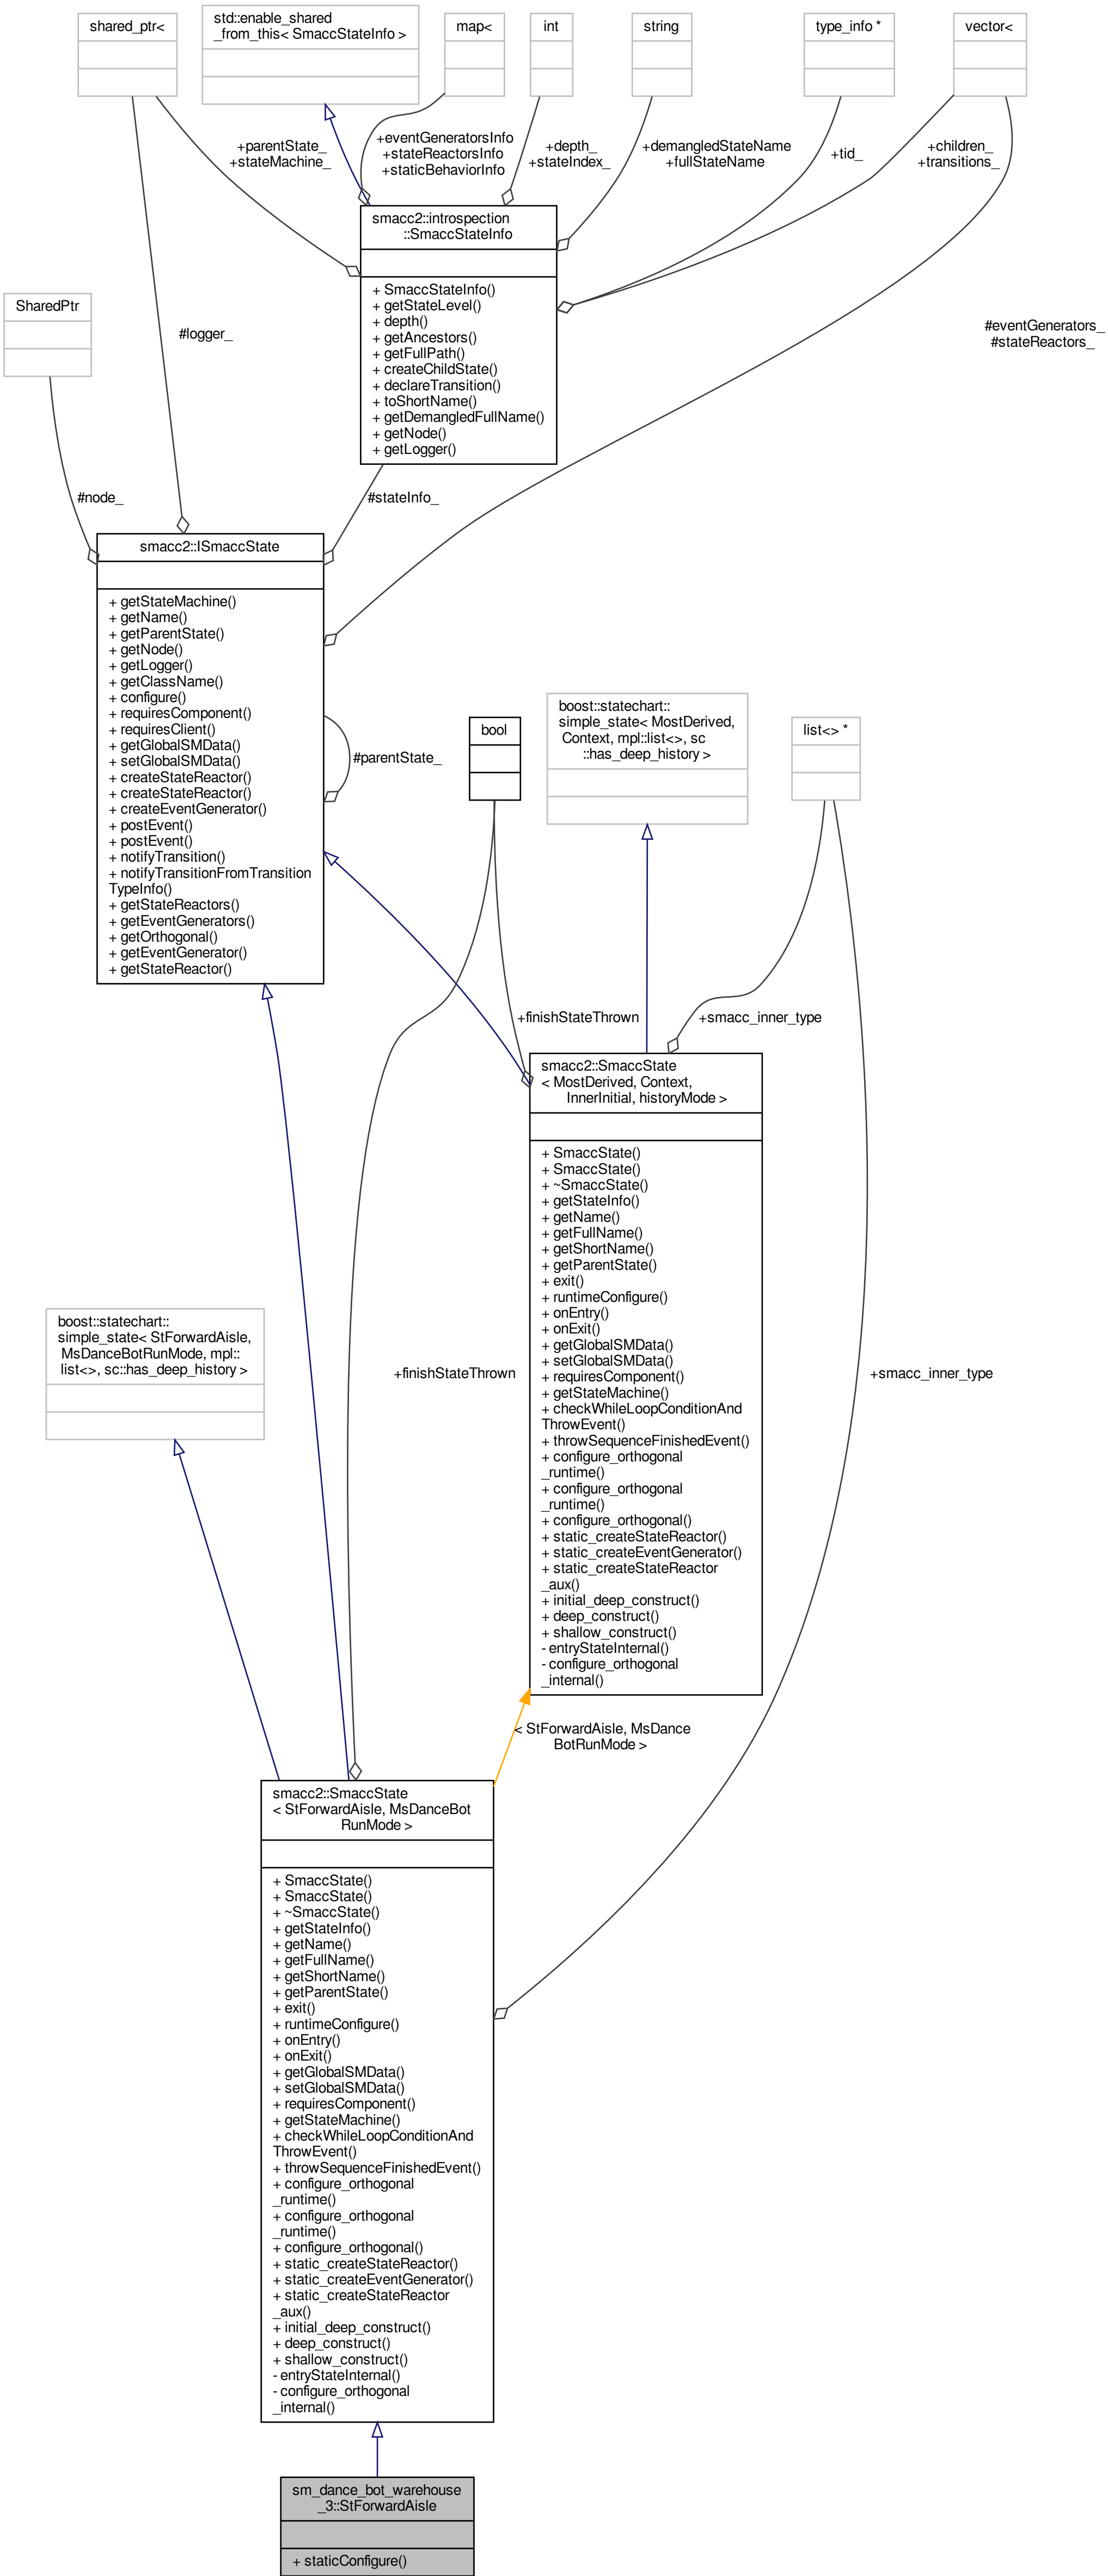 shared_ptr<
std::enable_shared
_from_this< SmaccStateInfo >
map<
int
string
type_info *
vector<
+parentState_
+stateMachine_
+eventGeneratorsInfo
+stateReactorsInfo
+staticBehaviorInfo
+depth_
+stateIndex_
+demangledStateName
+fullStateName
+tid_
+children_
+transitions_
smacc2::introspection
::SmaccStateInfo
+ SmaccStateInfo()
+ getStateLevel()
+ depth()
+ getAncestors()
+ getFullPath()
+ createChildState()
+ declareTransition()
+ toShortName()
+ getDemangledFullName()
+ getNode()
+ getLogger()
SharedPtr
#logger_
#eventGenerators_
#stateReactors_
#node_
#stateInfo_
smacc2::ISmaccState
+ getStateMachine()
+ getName()
+ getParentState()
+ getNode()
+ getLogger()
+ getClassName()
+ configure()
+ requiresComponent()
+ requiresClient()
+ getGlobalSMData()
+ setGlobalSMData()
+ createStateReactor()
+ createStateReactor()
+ createEventGenerator()
+ postEvent()
+ postEvent()
+ notifyTransition()
+ notifyTransitionFromTransition
TypeInfo()
+ getStateReactors()
+ getEventGenerators()
+ getOrthogonal()
+ getEventGenerator()
+ getStateReactor()
#parentState_
bool
boost::statechart::
simple_state< MostDerived,
Context, mpl::list<>, sc
::has_deep_history >
list<> *
+finishStateThrown
+smacc_inner_type
smacc2::SmaccState
< MostDerived, Context,
InnerInitial, historyMode >
+ SmaccState()
+ SmaccState()
+ ~SmaccState()
+ getStateInfo()
+ getName()
+ getFullName()
+ getShortName()
+ getParentState()
+ exit()
+ runtimeConfigure()
+ onEntry()
+ onExit()
+ getGlobalSMData()
+ setGlobalSMData()
+ requiresComponent()
+ getStateMachine()
+ checkWhileLoopConditionAnd
ThrowEvent()
+ throwSequenceFinishedEvent()
+ configure_orthogonal
_runtime()
+ configure_orthogonal
_runtime()
+ configure_orthogonal()
+ static_createStateReactor()
+ static_createEventGenerator()
+ static_createStateReactor
_aux()
+ initial_deep_construct()
+ deep_construct()
+ shallow_construct()
- entryStateInternal()
- configure_orthogonal
_internal()
boost::statechart::
simple_state< StForwardAisle,
MsDanceBotRunMode, mpl::
list<>, sc::has_deep_history >
+finishStateThrown
+smacc_inner_type
< StForwardAisle, MsDance
BotRunMode >
smacc2::SmaccState
< StForwardAisle, MsDanceBot
RunMode >
+ SmaccState()
+ SmaccState()
+ ~SmaccState()
+ getStateInfo()
+ getName()
+ getFullName()
+ getShortName()
+ getParentState()
+ exit()
+ runtimeConfigure()
+ onEntry()
+ onExit()
+ getGlobalSMData()
+ setGlobalSMData()
+ requiresComponent()
+ getStateMachine()
+ checkWhileLoopConditionAnd
ThrowEvent()
+ throwSequenceFinishedEvent()
+ configure_orthogonal
_runtime()
+ configure_orthogonal
_runtime()
+ configure_orthogonal()
+ static_createStateReactor()
+ static_createEventGenerator()
+ static_createStateReactor
_aux()
+ initial_deep_construct()
+ deep_construct()
+ shallow_construct()
- entryStateInternal()
- configure_orthogonal
_internal()
sm_dance_bot_warehouse
_3::StForwardAisle
+ staticConfigure()